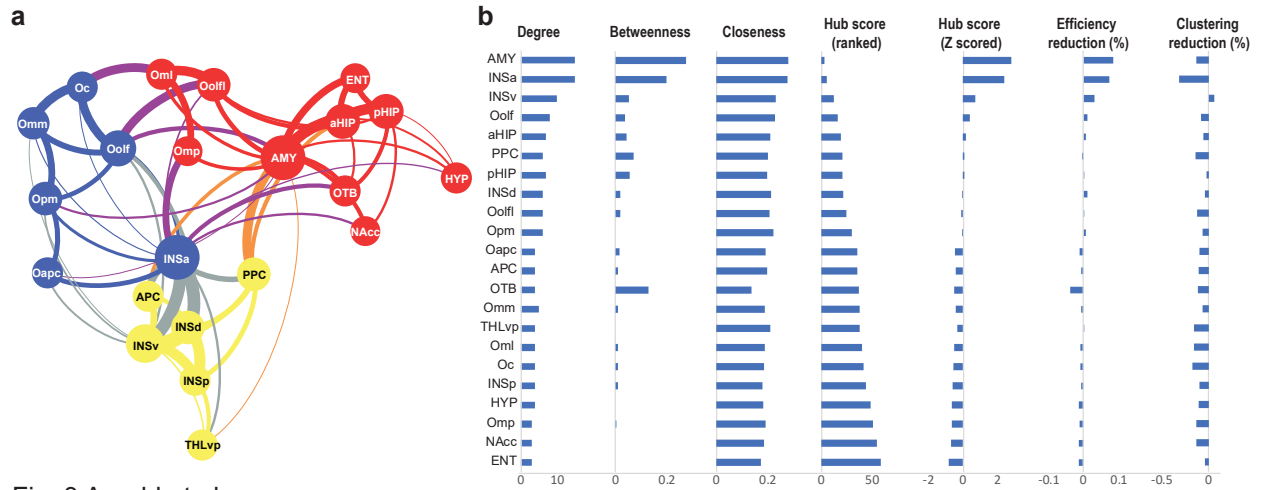 a
b
Degree
Betweenness
Closeness
Hub score
(ranked)
Hub score
(Z scored)
Efficiency
reduction (%)
Clustering
reduction (%)
Oml
Oc
Oolfl
ENT
pHIP
aHIP
Omm
Oolf
Omp
AMY
HYP
OTB
Opm
NAcc
INSa
Oapc
PPC
APC
INSd
INSv
INSp
THLvp
AMY
INSa
INSv
Oolf
aHIP
PPC
pHIP
INSd
Oolfl
Opm
Oapc
APC
OTB
Omm
THLvp
Oml
Oc
INSp
HYP
Omp
NAcc
ENT
0 10 0 0.2 0 0.2 0 50 -2 0 2 -0.1 0 0.1 -0.5 0